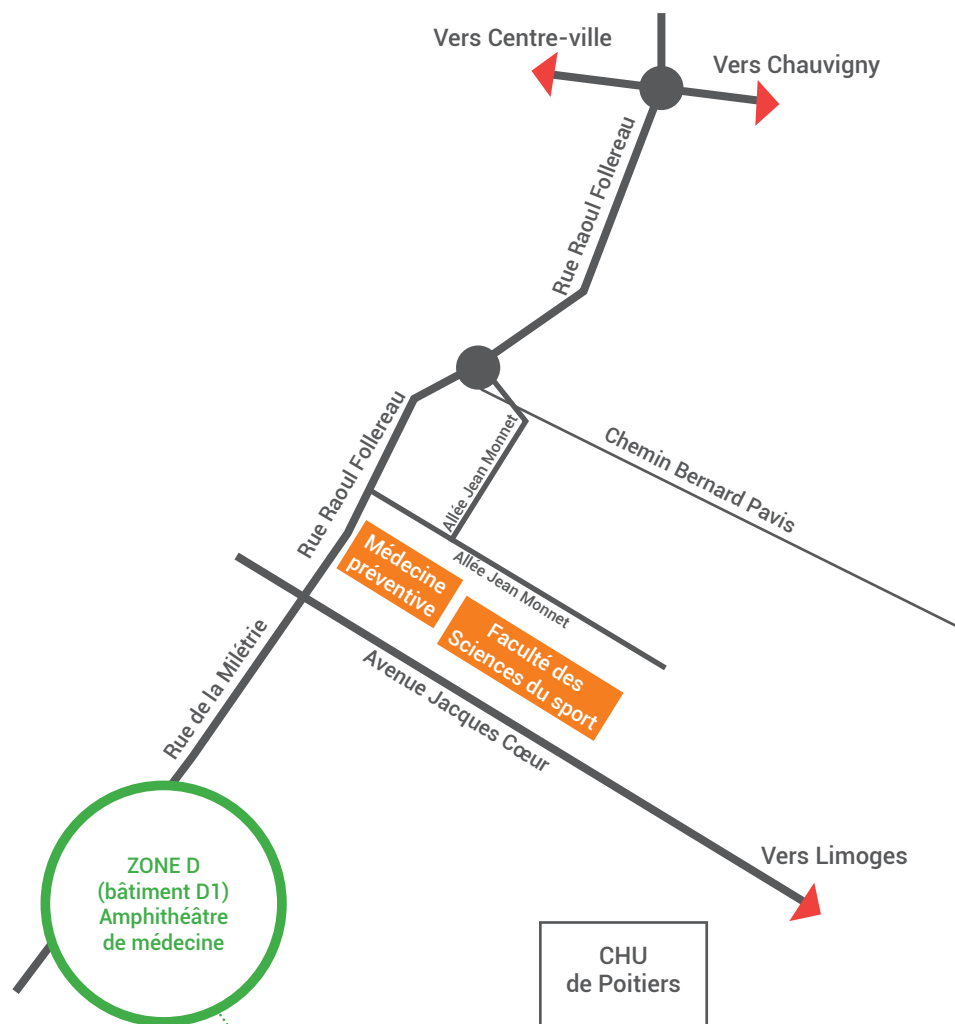 Vers Centre-ville
Vers Chauvigny
Rue Raoul Follereau
Rue Raoul Follereau
Allée Jean Monnet
Chemin Bernard Pavis
Allée Jean Monnet
Médecine
préventive
Faculté des
Sciences du sport
Rue de la Milétrie
Avenue Jacques Cœur
Vers Limoges
ZONE D
(bâtiment D1)
Amphithéâtre
de médecine
CHU
de Poitiers